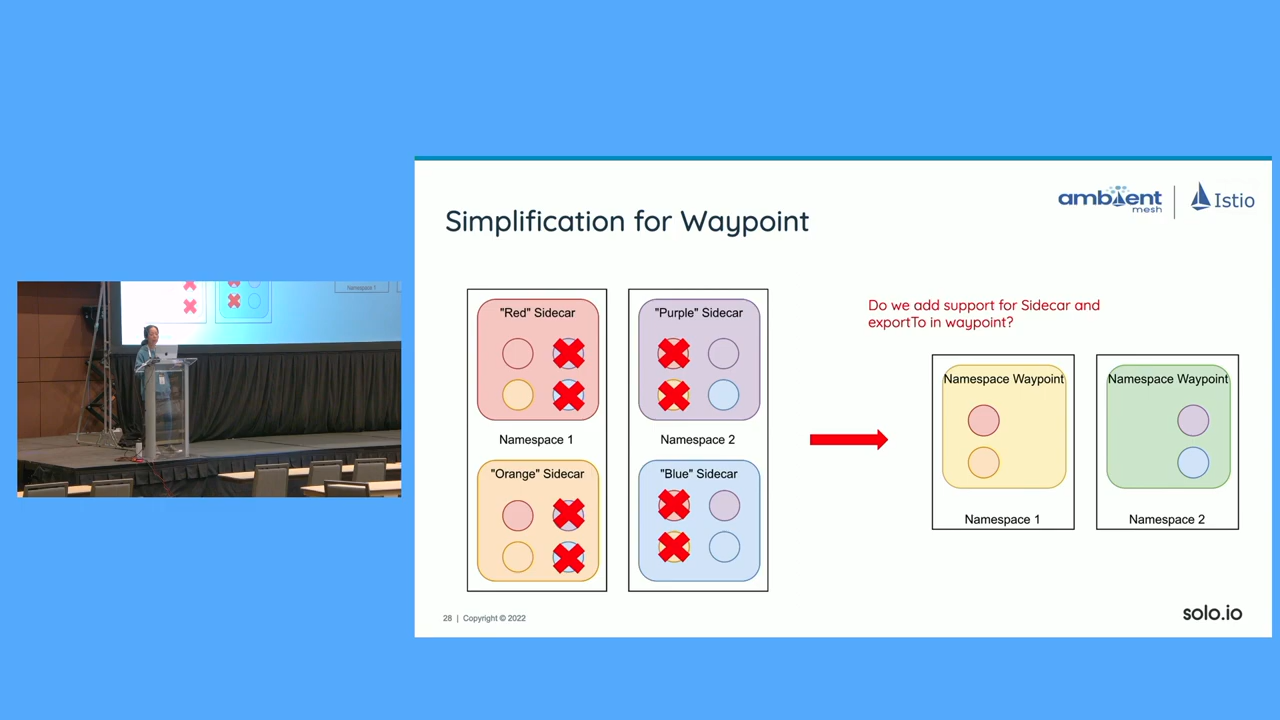 ambient
mesh
Istio
Simplification for Waypoint
"Red" Sidecar
"Purple" Sidecar
Namespace 1
Namespace 2
"Orange" Sidecar
"Blue" Sidecar
Do we add support for Sidecar and
exportTo in waypoint?
Namespace Waypoint
Namespace Waypoint
Namespace 1
Namespace 2
28 | Copyright © 2022
solo.io
Namespace 1